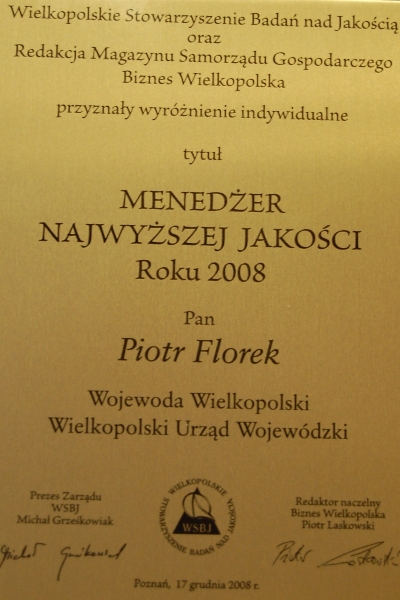 Wielkopolskie Stowarzyszenie Badań nad Jakością
oraz
Redakcja Magazynu Samorządu Gospodarczego
Biznes Wielkopolska
przyznały wyróżnienie indywidualne
tytuł
MENEDŻER
NAJWYŻSZEJ JAKOŚCI
Roku 2008
Pan
Piotr Florek
Wojewoda Wielkopolski
Wielkopolski Urząd Wojewódzki
Prezes Zarządu
WSBJ
Michał Grześkowiak
WIELKOPOLSKIE STOWARZYSZENIE BADAŃ NAD JAKOŚCIĄ
WSBJ
Redaktor naczelny
Biznes Wielkopolska
Piotr Laskowski
Piotr
Poznań, 17 grudnia 2008 r.